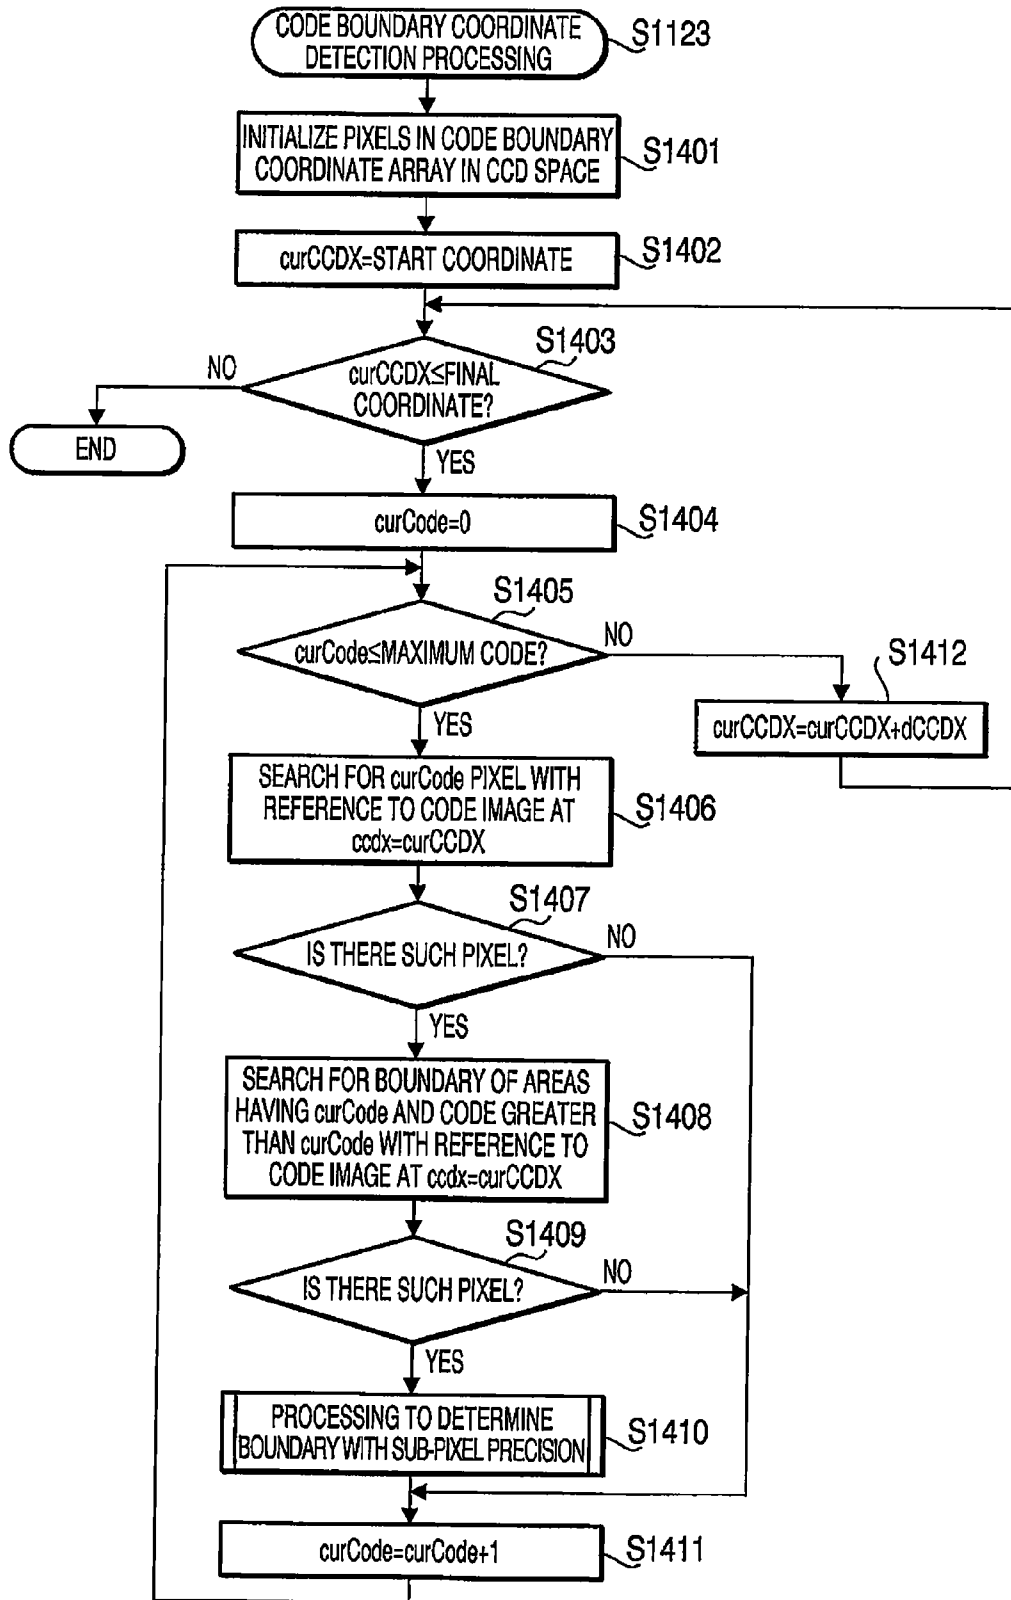 CODE BOUNDARY COORDINATE
DETECTION PROCESSING
S1123
INITIALIZE PIXELS IN CODE BOUNDARY
COORDINATE ARRAY IN CCD SPACE
S1401
curCCDX=START COORDINATE
S1402
S1403
curCCDX≤FINAL
COORDINATE?
NO
END
YES
curCode=0
S1404
S1405
curCode≤MAXIMUM CODE?
NO
S1412
curCCDX=curCCDX+dCCDX
YES
SEARCH FOR curCode PIXEL WITH
REFERENCE TO CODE IMAGE AT
ccdx=curCCDX
S1406
S1407
IS THERE SUCH PIXEL?
NO
YES
SEARCH FOR BOUNDARY OF AREAS
HAVING curCode AND CODE GREATER
THAN curCode WITH REFERENCE TO
CODE IMAGE AT ccdx=curCCDX
S1408
S1409
IS THERE SUCH PIXEL?
NO
YES
PROCESSING TO DETERMINE
BOUNDARY WITH SUB-PIXEL PRECISION
S1410
curCode=curCode+1
S1411